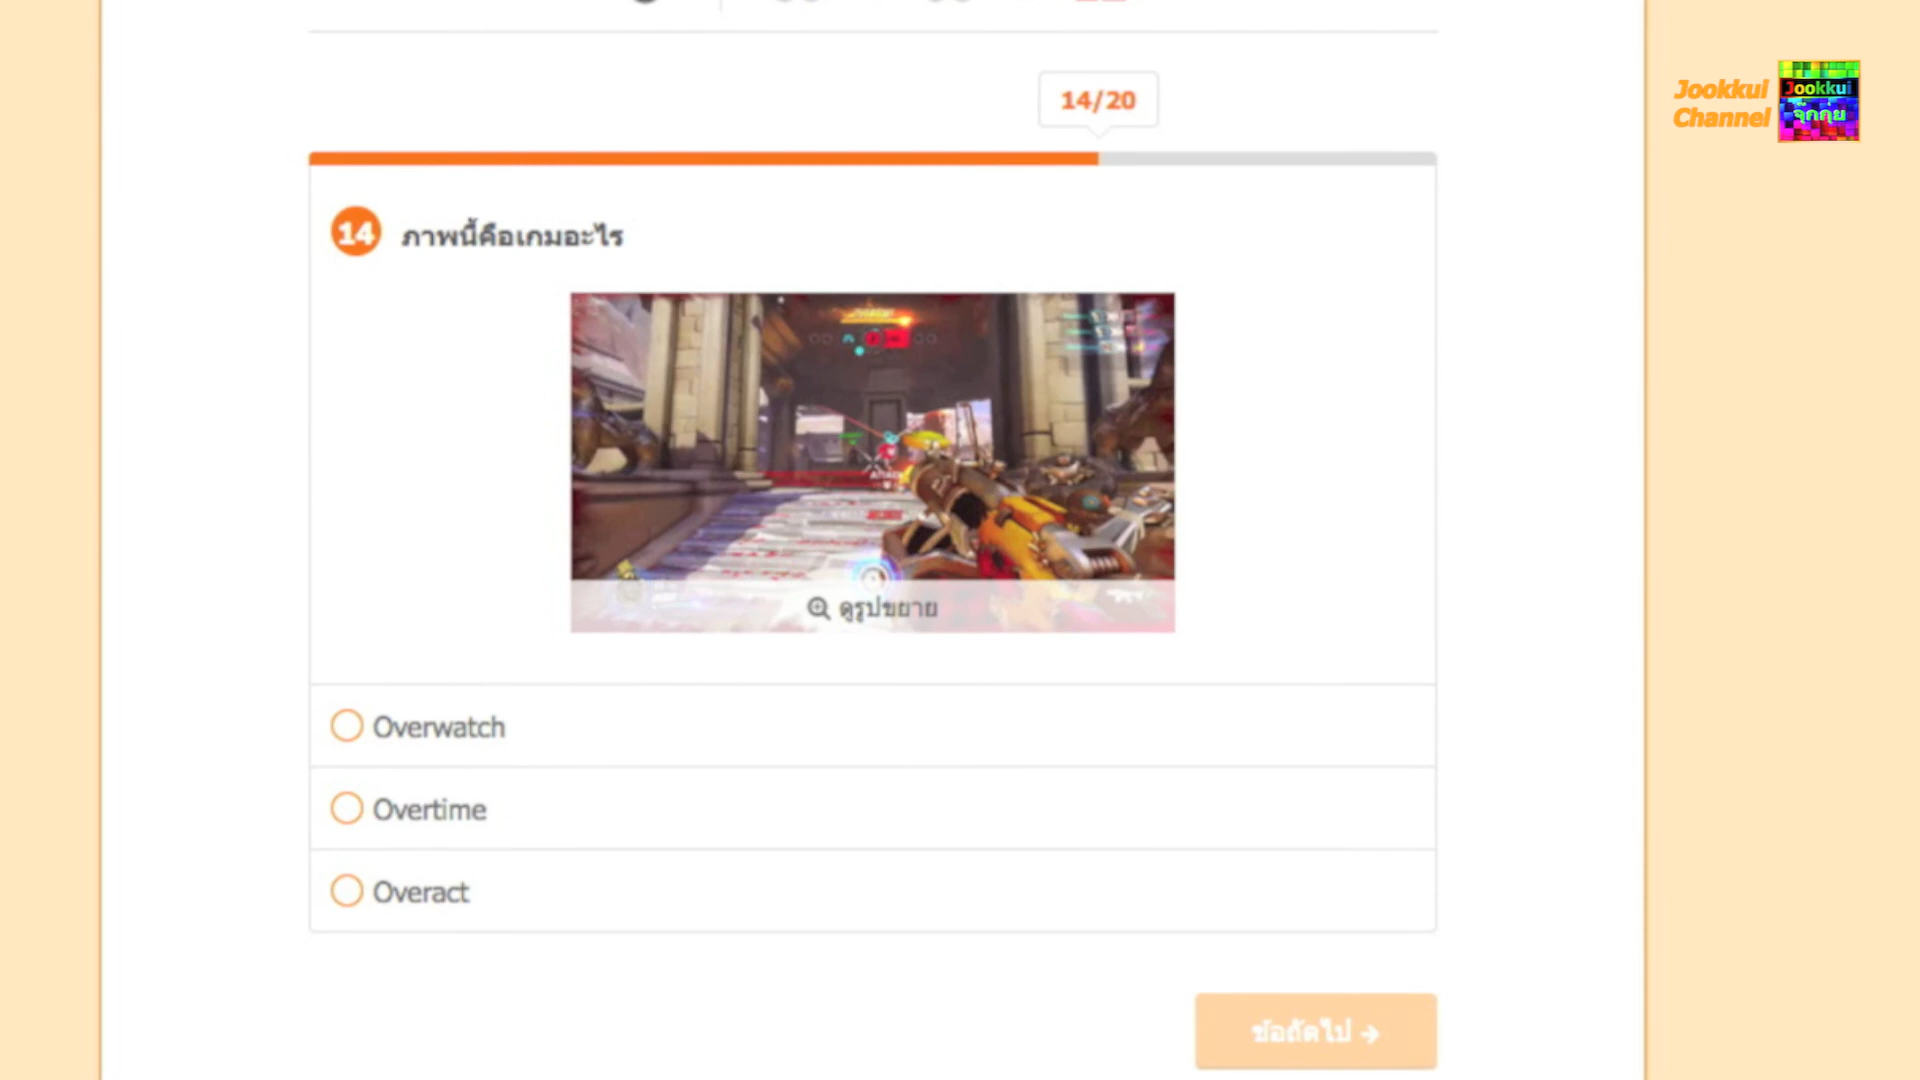 14/20
Jookkui
Channel
Jookkui
จุ๊กกุ่ย
14 ภาพนี้คือเกมอะไร
ดูรูปขยาย
Overwatch
Overtime
Overact
ข้อถัดไป →